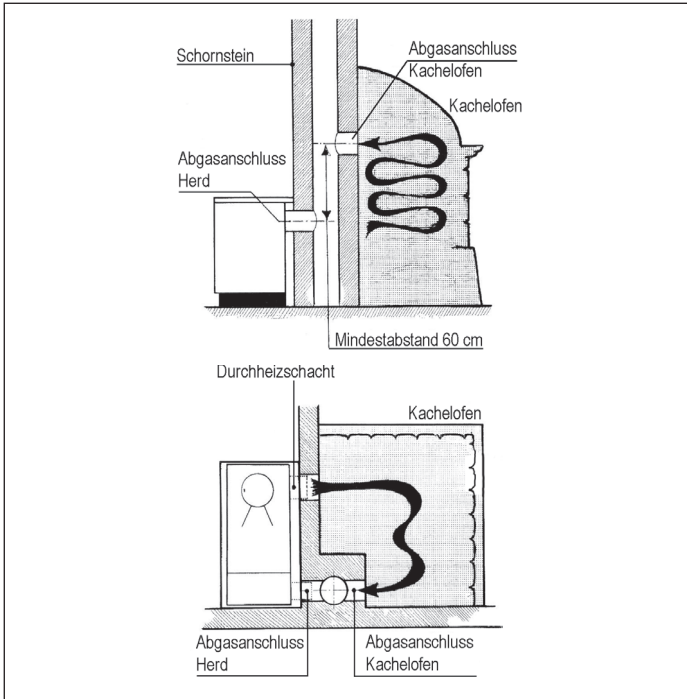 Schornstein
Abgasanschluss
Kachelofen
Kachelofen
Abgasanschluss
Herd
Mindestabstand 60 cm
Durchheizschacht
Kachelofen
Abgasanschluss
Herd
Abgasanschluss
Kachelofen